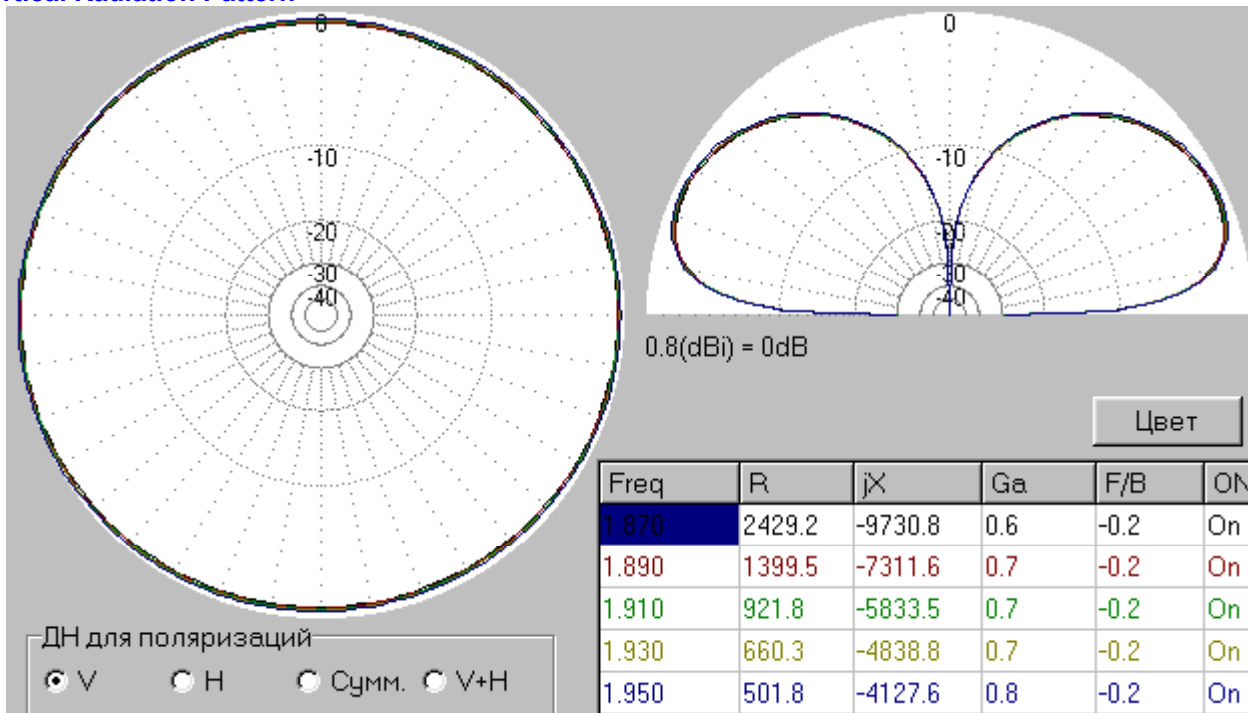 Radiation Pattern
0
-10
-20
-30
-40
0
-10
-20
-30
-40
0.8(dBi) = 0dB
Цвет
Freq R jX Ga F/B ON
1.870 2429.2 -9730.8 0.6 -0.2 On
1.890 1399.5 -7311.6 0.7 -0.2 On
1.910 921.8 -5833.5 0.7 -0.2 On
1.930 660.3 -4838.8 0.7 -0.2 On
1.950 501.8 -4127.6 0.8 -0.2 On
ДН для поляризаций
V H Сумм. V+H